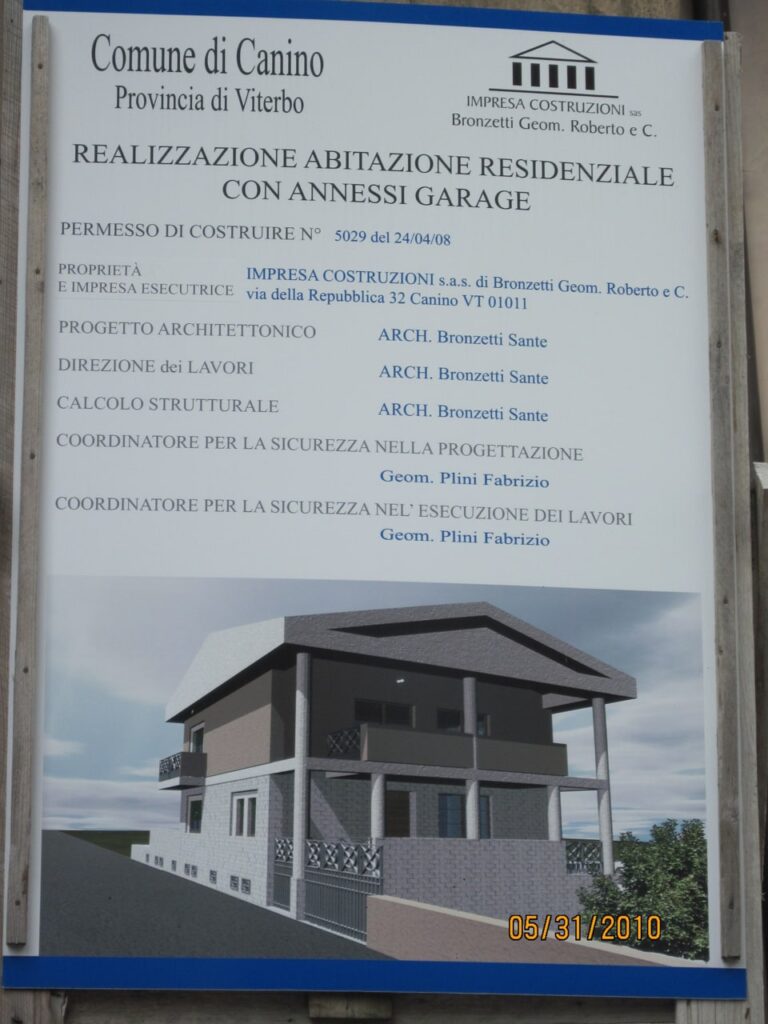 Comune di Canino
Provincia di Viterbo
IMPRESA COSTRUZIONI sas
Bronzetti Geom. Roberto e C.
REALIZZAZIONE ABITAZIONE RESIDENZIALE
CON ANNESSI GARAGE
PERMESSO DI COSTRUIRE N° 5029 del 24/04/08
PROPRIETÀ
E IMPRESA ESECUTRICE
IMPRESA COSTRUZIONI s.a.s. di Bronzetti Geom. Roberto e C.
via della Repubblica 32 Canino VT 01011
PROGETTO ARCHITETTONICO ARCH. Bronzetti Sante
DIREZIONE dei LAVORI ARCH. Bronzetti Sante
CALCOLO STRUTTURALE ARCH. Bronzetti Sante
COORDINATORE PER LA SICUREZZA NELLA PROGETTAZIONE
Geom. Plini Fabrizio
COORDINATORE PER LA SICUREZZA NEL' ESECUZIONE DEI LAVORI
Geom. Plini Fabrizio
05/31/2010